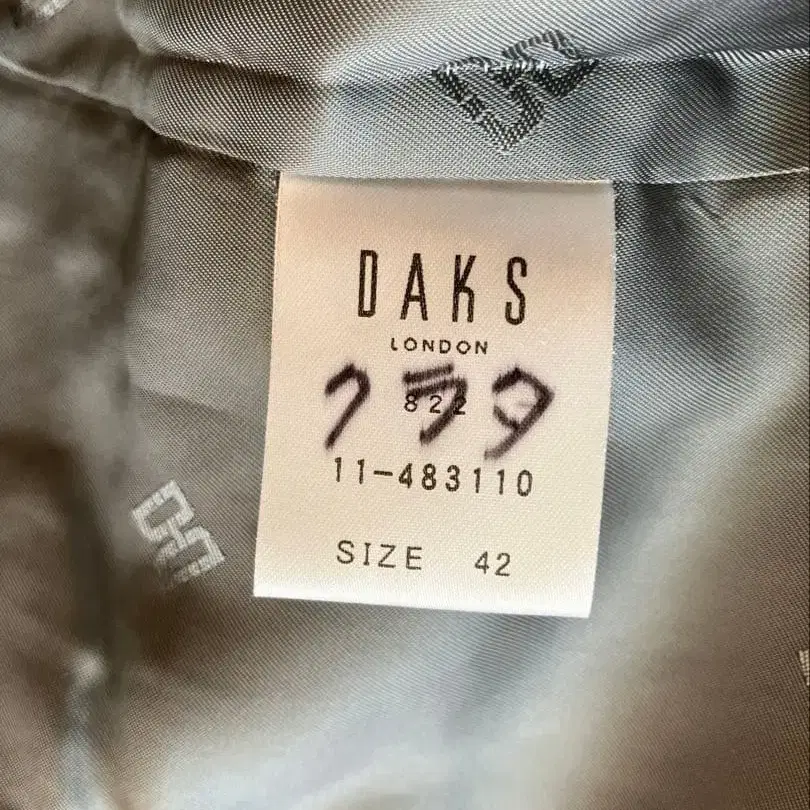 DAKS
LONDON
クラタ
822
11-483110
SIZE 42